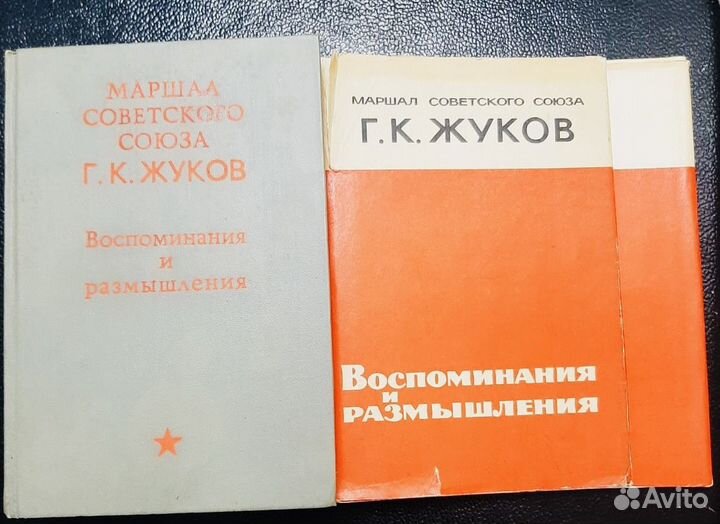 МАРШАЛ
СОВЕТСКОГО
СОЮЗА
Г. К. ЖУКОВ
Воспоминания
и
размышления
МАРШАЛ СОВЕТСКОГО СОЮЗА
Г. К. ЖУКОВ
ВОСПОМИНАНИЯ
И
РАЗМЫШЛЕНИЯ
Avito